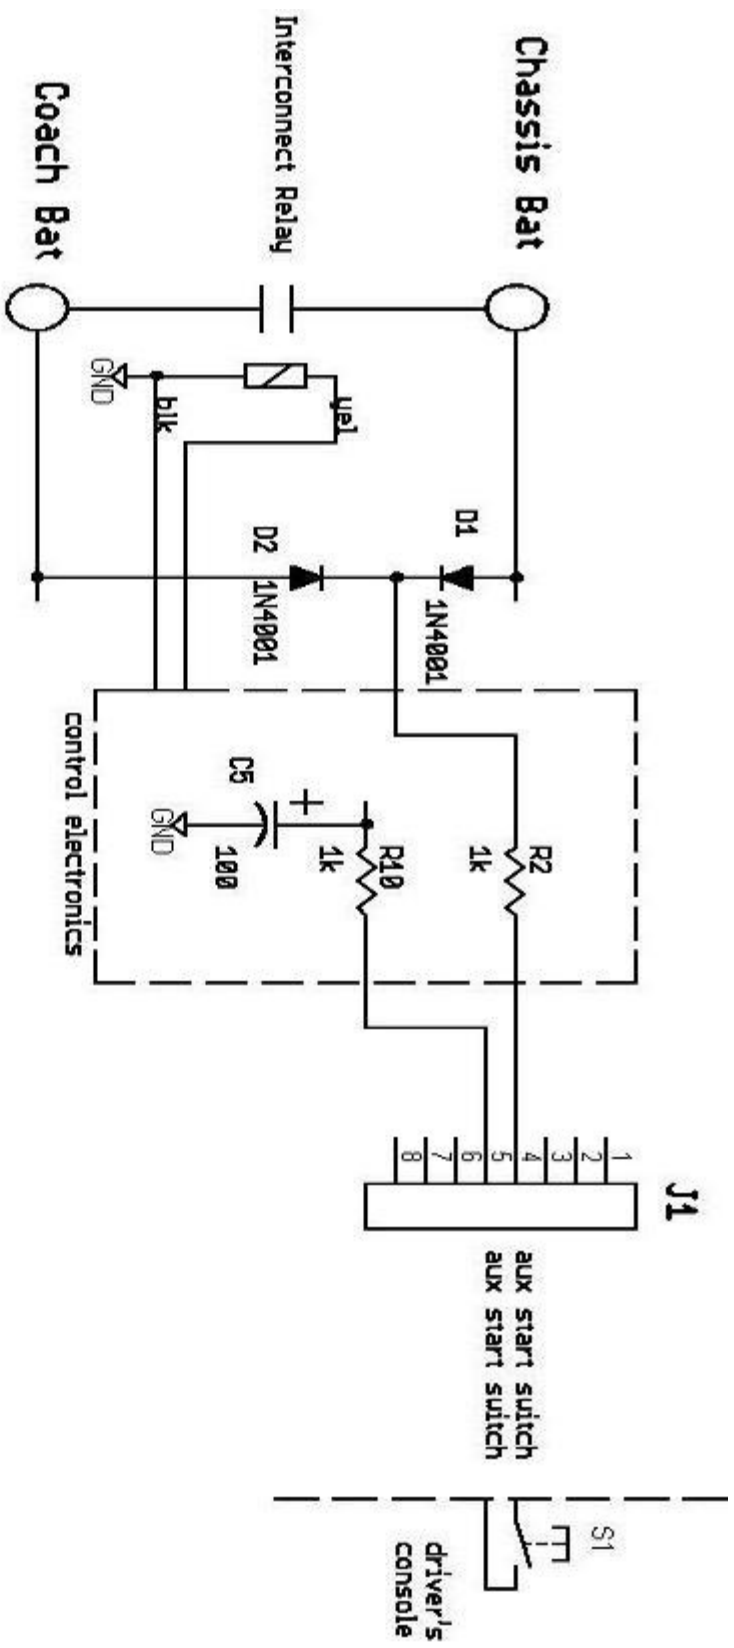 Chassis Bat
Interconnect Relay
Coach Bat
yel
blk
GND
D1
1N4001
D2
1N4001
R2
1k
R10
1k
C5
100
GND
control electronics
J1
1
2
3
4
5
6
7
8
aux start switch
aux start switch
S1
driver's
console